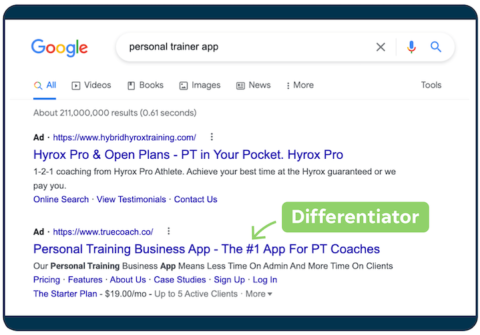 Google
personal trainer app
All Videos Books Images News More Tools
About 211,000,000 results (0.61 seconds)
Ad · https://www.hybridhyroxtraining.com/
Hyrox Pro & Open Plans - PT in Your Pocket. Hyrox Pro
1-2-1 coaching from Hyrox Pro Athlete. Achieve your best time at the Hyrox guaranteed or we
pay you.
Online Search · View Testimonials · Contact Us
Differentiator
Ad · https://www.truecoach.co/
Personal Training Business App - The #1 App For PT Coaches
Our Personal Training Business App Means Less Time On Admin And More Time On Clients
Pricing · Features · About Us · Case Studies · Sign Up · Log In
The Starter Plan - $19.00/mo - Up to 5 Active Clients · More